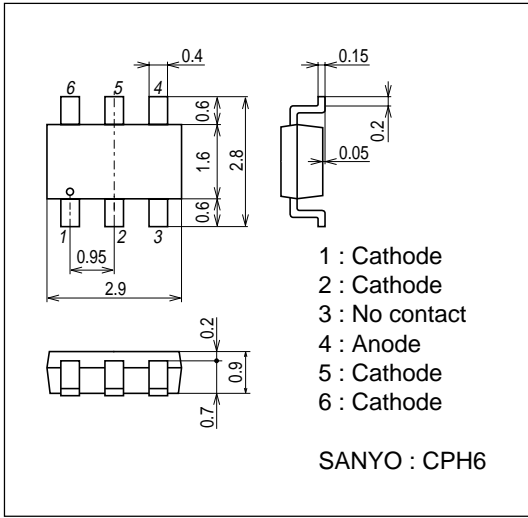 0.4
0.15
6
5
4
0.6
0.2
1.6
2.8
0.05
0.6
1
2
3
0.95
2.9
1 : Cathode
2 : Cathode
3 : No contact
4 : Anode
5 : Cathode
6 : Cathode
0.2
0.9
0.7
SANYO : CPH6